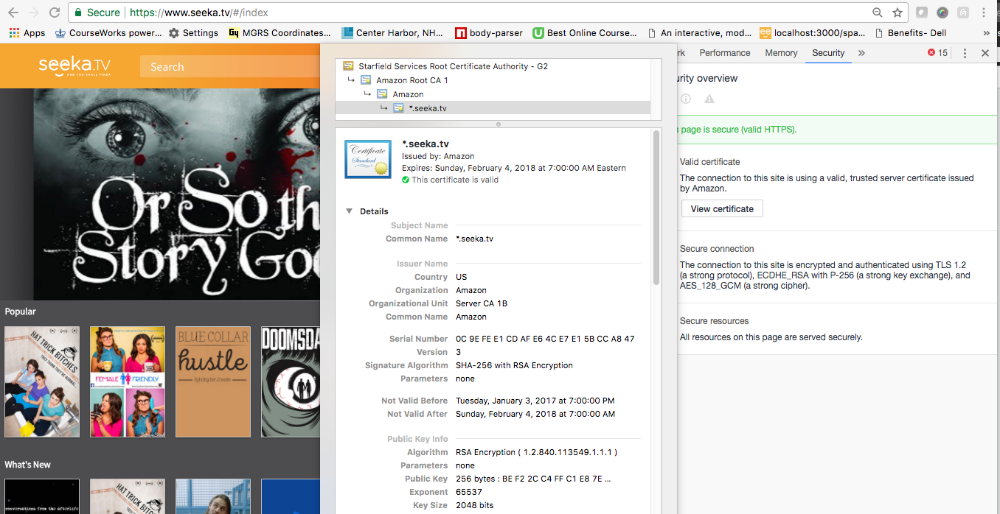 Secure
https://www.seeka.tv/#/index
Apps
CourseWorks power...
Settings
Gy
MGRS Coordinates...
Center Harbor, NH...
body-parser
Best Online Course...
An interactive, mod...
localhost:3000/spa...
Benefits- Dell
»
seeka.TV
AND YOU SHALL FINDA
Search
rk
Performance
Memory
Security
»
15
Starfield Services Root Certificate Authority - G2
Amazon Root CA 1
Amazon
*.seeka.tv
urity overview
s page is secure (valid HTTPS).
Certificate
Standard
*.seeka.tv
Issued by: Amazon
Expires: Sunday, February 4, 2018 at 7:00:00 AM Eastern
This certificate is valid
Valid certificate
The connection to this site is using a valid, trusted server certificate issued
by Amazon.
View certificate
Or So th
Story Goe
Details
Subject Name
Common Name *.seeka.tv
Issuer Name
Country US
Organization Amazon
Organizational Unit Server CA 1B
Common Name Amazon
Serial Number 0C 9E FE E1 CD AF E6 4C E7 E1 5B CC A8 47
Version 3
Signature Algorithm SHA-256 with RSA Encryption
Parameters none
Not Valid Before Tuesday, January 3, 2017 at 7:00:00 PM
Not Valid After Sunday, February 4, 2018 at 7:00:00 AM
Public Key Info
Algorithm RSA Encryption ( 1.2.840.113549.1.1.1 )
Parameters none
Public Key 256 bytes : BE F2 2C C4 FF C1 E8 7E ...
Exponent 65537
Key Size 2048 bits
Secure connection
The connection to this site is encrypted and authenticated using TLS 1.2
(a strong protocol), ECDHE_RSA with P-256 (a strong key exchange), and
AES_128_GCM (a strong cipher).
Secure resources
All resources on this page are served securely.
Popular
HAT TRICK
BITCHES
FEMALE FRIENDLY
BLUE COLLAR
hustle
fighting for dreams
DOOMSDA
What's New
conversations from the afterlife
HAT TRICK
BITCHES